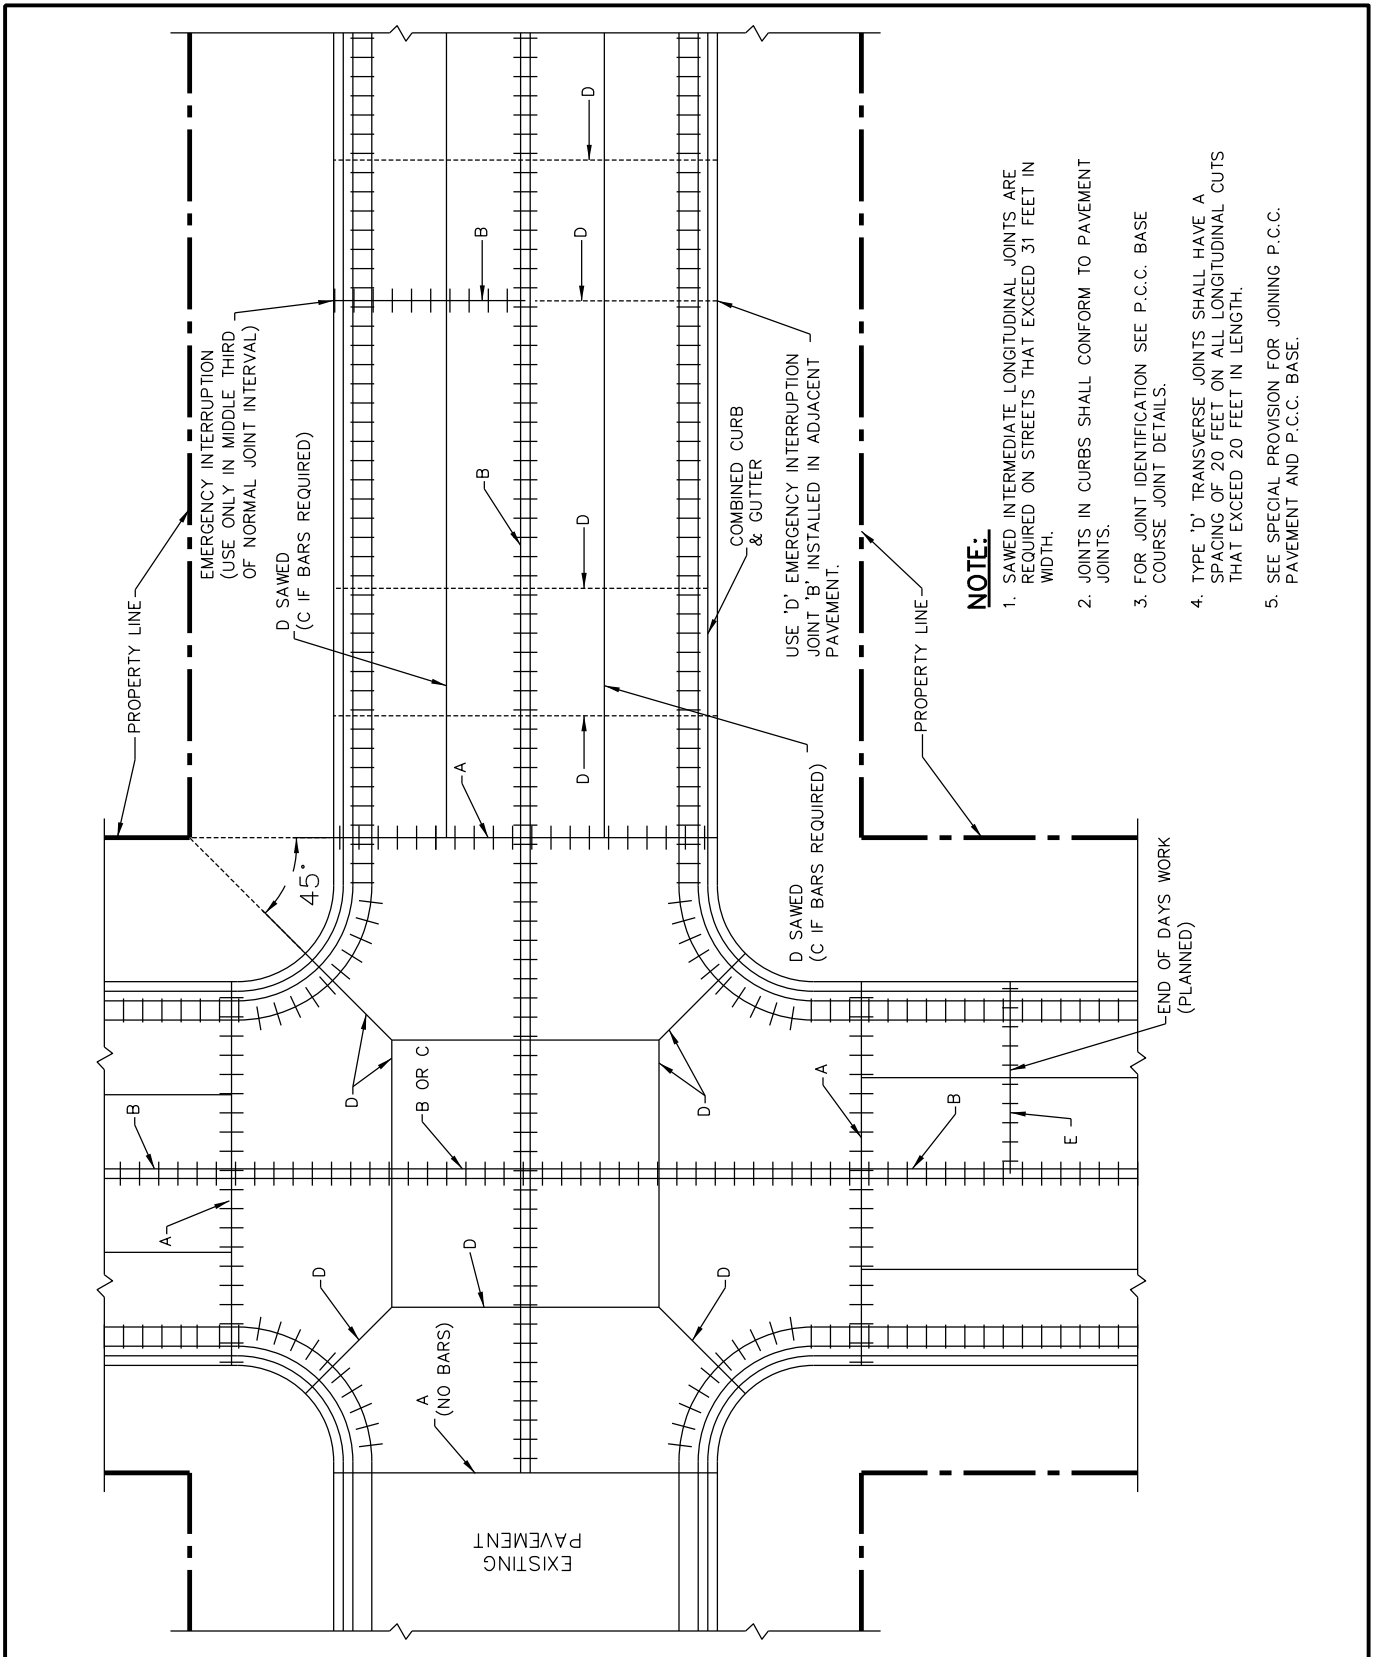 PROPERTY LINE
EMERGENCY INTERRUPTION
(USE ONLY IN MIDDLE THIRD
OF NORMAL JOINT INTERVAL)
D SAWED
(C IF BARS REQUIRED)
45°
B
D
B
D
B
D
D
A
COMBINED CURB
& GUTTER
USE 'D' EMERGENCY INTERRUPTION
JOINT 'B' INSTALLED IN ADJACENT
PAVEMENT.
D SAWED
(C IF BARS REQUIRED)
PROPERTY LINE
END OF DAYS WORK
(PLANNED)
B
A
D
B OR C
D
D
A
(NO BARS)
D
D
A
B
E
EXISTING
PAVEMENT
NOTE:
1. SAWED INTERMEDIATE LONGITUDINAL JOINTS ARE
REQUIRED ON STREETS THAT EXCEED 31 FEET IN
WIDTH.
2. JOINTS IN CURBS SHALL CONFORM TO PAVEMENT
JOINTS.
3. FOR JOINT IDENTIFICATION SEE P.C.C. BASE
COURSE JOINT DETAILS.
4. TYPE 'D' TRANSVERSE JOINTS SHALL HAVE A
SPACING OF 20 FEET ON ALL LONGITUDINAL CUTS
THAT EXCEED 20 FEET IN LENGTH.
5. SEE SPECIAL PROVISION FOR JOINING P.C.C.
PAVEMENT AND P.C.C. BASE.